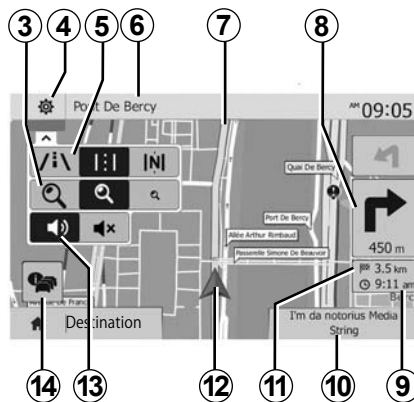 3 4 5 6 7 8
Pont De Bercy
AM 09:05
N
Quai De Bercy
Port De Bercy
Allée Arthur Rimbaud
Passerelle Simone De Beauvoir
450 m
3.5 km
9:11 am
Destination
I'm da notorius Media
String
14 13 12 11 10 9